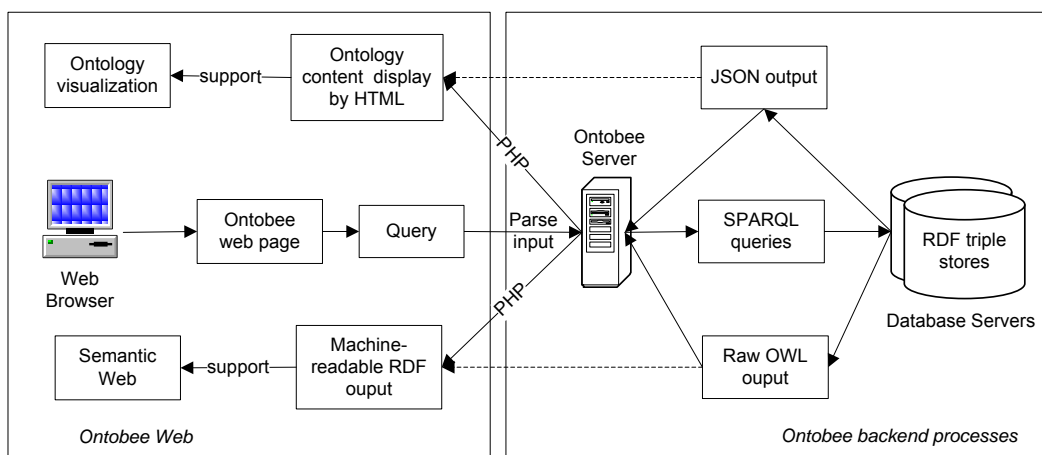 Ontology
visualization
support
Ontology
content display
by HTML
JSON output
PHP
Ontobee
Server
Web
Browser
Ontobee
web page
Query
Parse
input
SPARQL
queries
RDF triple
stores
Database Servers
PHP
Semantic
Web
support
Machine-
readable RDF
ouput
Raw OWL
ouput
Ontobee Web
Ontobee backend processes